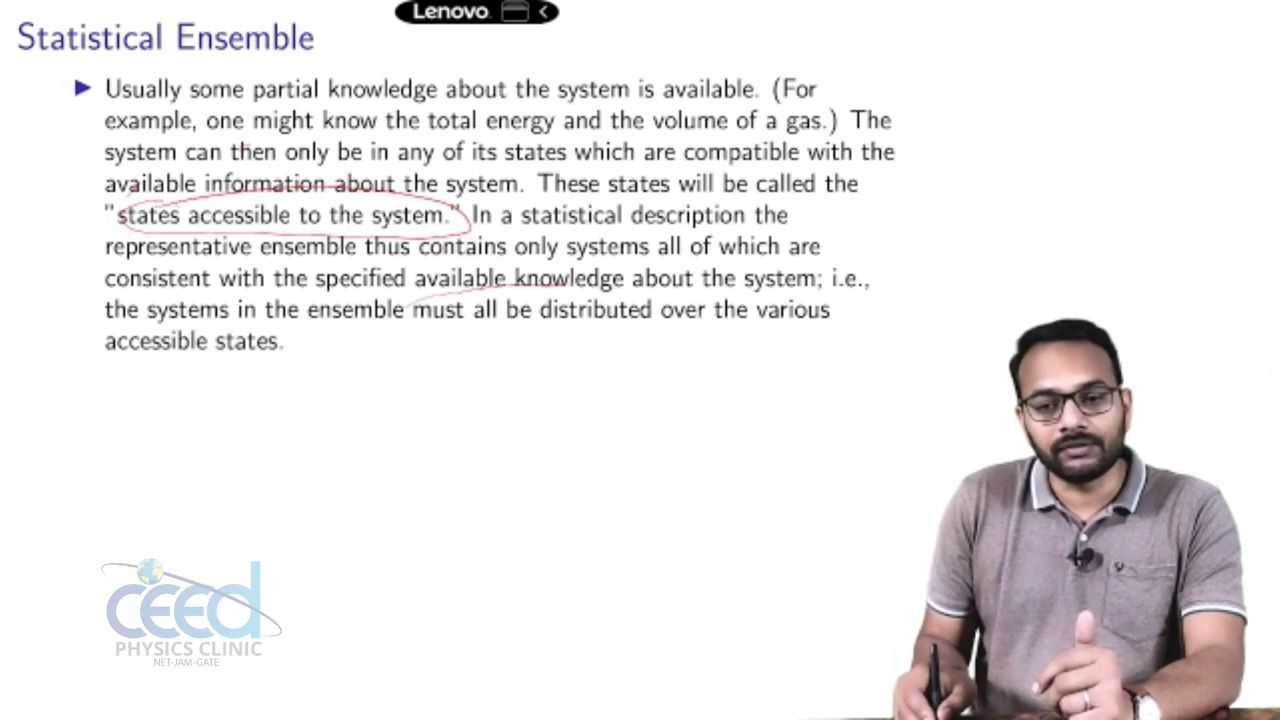 Lenovo
Statistical Ensemble
Usually some partial knowledge about the system is available. (For
example, one might know the total energy and the volume of a gas.) The
system can then only be in any of its states which are compatible with the
available information about the system. These states will be called the
"states accessible to the system." In a statistical description the
representative ensemble thus contains only systems all of which are
consistent with the specified available knowledge about the system; i.e.,
the systems in the ensemble must all be distributed over the various
accessible states.
ceed
PHYSICS CLINIC
NET-JAM-GATE